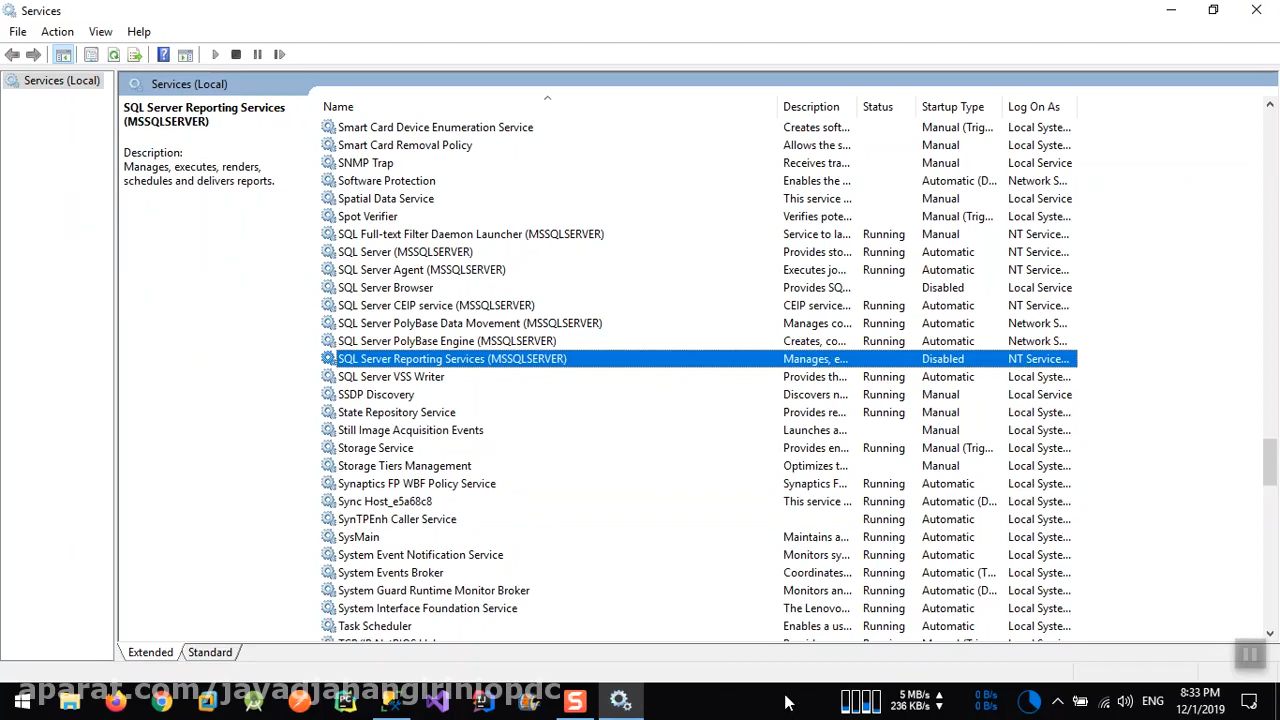 Services
File Action View Help
Services (Local)
Services (Local)
SQL Server Reporting Services
(MSSQLSERVER)
Description:
Manages, executes, renders,
schedules and delivers reports.
Name Description Status Startup Type Log On As
Smart Card Device Enumeration Service Creates soft... Manual (Trig... Local Syste...
Smart Card Removal Policy Allows the s... Manual Local Syste...
SNMP Trap Receives tra... Manual Local Service
Software Protection Enables the ... Automatic (D... Network S...
Spatial Data Service This service ... Manual Local Service
Spot Verifier Verifies pote... Manual (Trig... Local Syste...
SQL Full-text Filter Daemon Launcher (MSSQLSERVER) Service to la... Running Manual NT Service...
SQL Server (MSSQLSERVER) Provides sto... Running Automatic NT Service...
SQL Server Agent (MSSQLSERVER) Executes jo... Running Automatic NT Service...
SQL Server Browser Provides SQ... Disabled Local Service
SQL Server CEIP service (MSSQLSERVER) CEIP service... Running Automatic NT Service...
SQL Server PolyBase Data Movement (MSSQLSERVER) Manages co... Running Automatic Network S...
SQL Server PolyBase Engine (MSSQLSERVER) Creates, co... Running Automatic Network S...
SQL Server Reporting Services (MSSQLSERVER) Manages, e... Disabled NT Service...
SQL Server VSS Writer Provides th... Running Automatic Local Syste...
SSDP Discovery Discovers n... Running Manual Local Service
State Repository Service Provides re... Running Manual Local Syste...
Still Image Acquisition Events Launches a... Manual Local Syste...
Storage Service Provides en... Running Manual (Trig... Local Syste...
Storage Tiers Management Optimizes t... Manual Local Syste...
Synaptics FP WBF Policy Service Synaptics F... Running Automatic Local Syste...
Sync Host_e5a68c8 This service ... Running Automatic (D... Local Syste...
SynTPEnh Caller Service Running Automatic Local Syste...
SysMain Maintains a... Running Automatic Local Syste...
System Event Notification Service Monitors sy... Running Automatic Local Syste...
System Events Broker Coordinates... Running Automatic (T... Local Syste...
System Guard Runtime Monitor Broker Monitors an... Running Automatic (D... Local Syste...
System Interface Foundation Service The Lenovo... Running Automatic Local Syste...
Task Scheduler Enables a us... Running Automatic Local Syste...
Extended Standard
5 MB/s 0 B/s
236 KB/s 0 B/s
ENG
8:33 PM
12/1/2019